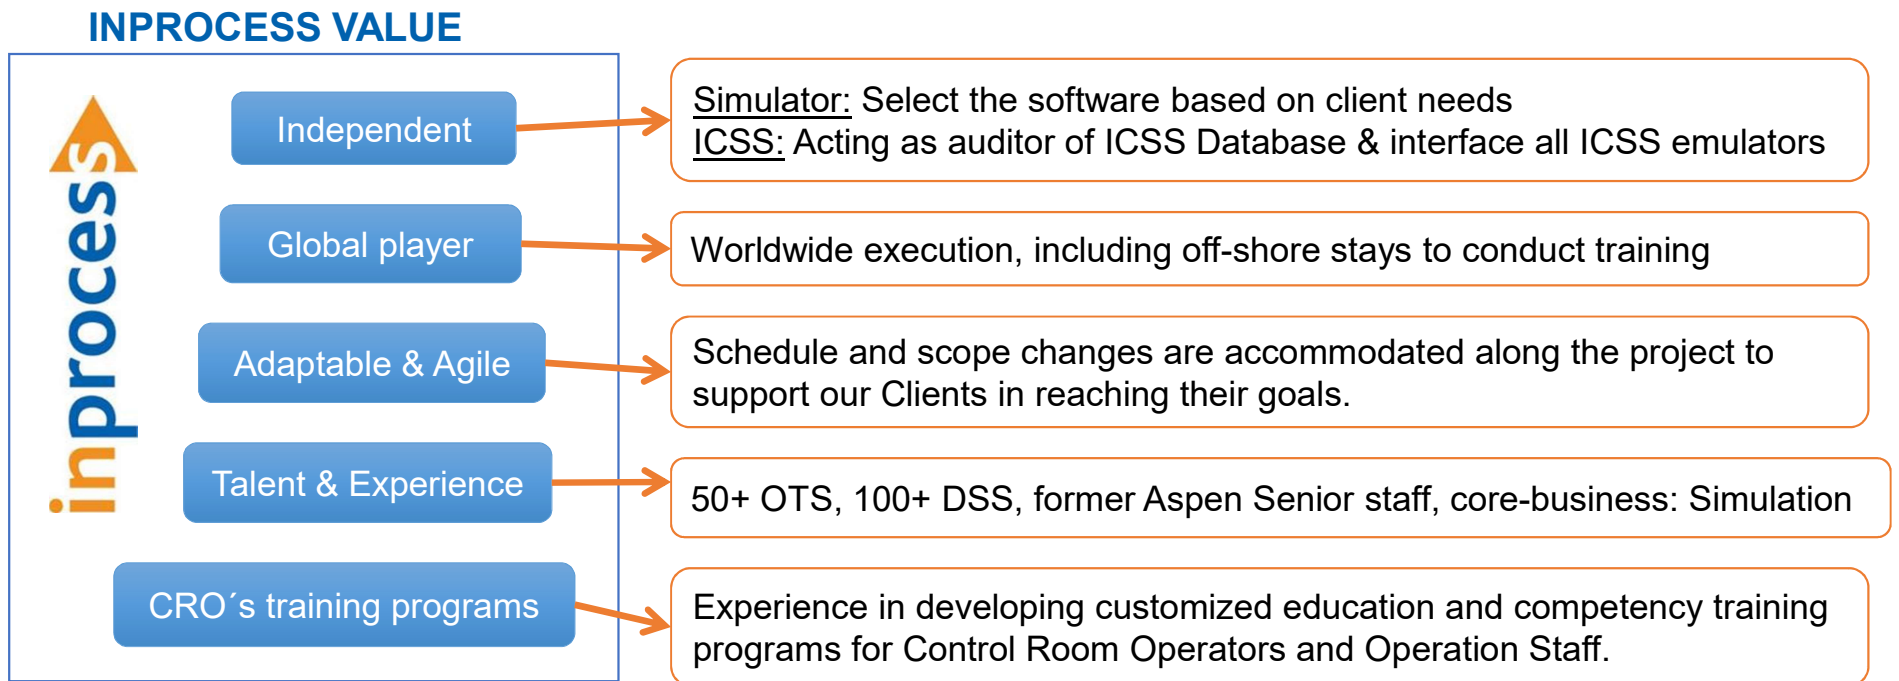 INPROCESS VALUE
inprocess
Independent
Simulator: Select the software based on client needs
ICSS: Acting as auditor of ICSS Database & interface all ICSS emulators
Global player
Worldwide execution, including off-shore stays to conduct training
Adaptable & Agile
Schedule and scope changes are accommodated along the project to
support our Clients in reaching their goals.
Talent & Experience
50+ OTS, 100+ DSS, former Aspen Senior staff, core-business: Simulation
CRO´s training programs
Experience in developing customized education and competency training
programs for Control Room Operators and Operation Staff.